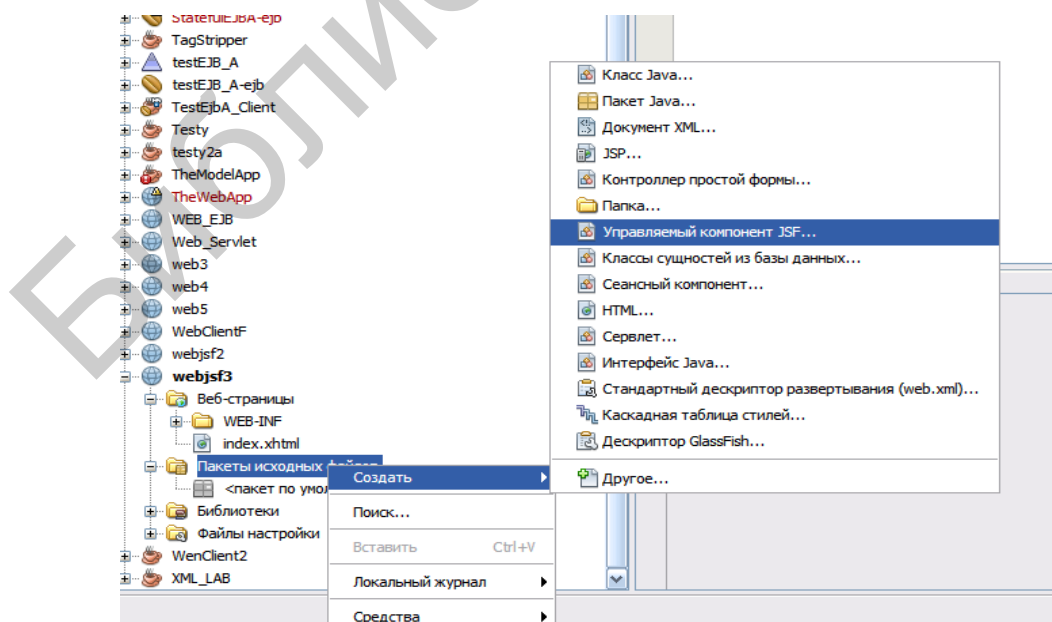 StatefulEJBA-ejb
TagStripper
testEJB_A
testEJB_A-ejb
TestEjbA_Client
Testy
testy2a
TheModelApp
TheWebApp
WEB_EJB
Web_Servlet
web3
web4
web5
WebClientF
webjsf2
webjsf3
Веб-страницы
WEB-INF
index.xhtml
Пакеты исходных
<пакет по
Библиотеки
Файлы настройки
WenClient2
XML_LAB
Создать
Поиск...
Вставить Ctrl+V
Локальный журнал
Средства
Класс Java...
Пакет Java...
Документ XML...
JSP...
Контроллер простой формы...
Папка...
Управляемый компонент JSF...
Классы сущностей из базы данных...
Сеансный компонент...
HTML...
Сервлет...
Интерфейс Java...
Стандартный дескриптор развертывания (web.xml)...
Каскадная таблица стилей...
Дескриптор GlassFish...
Другое...
Библио